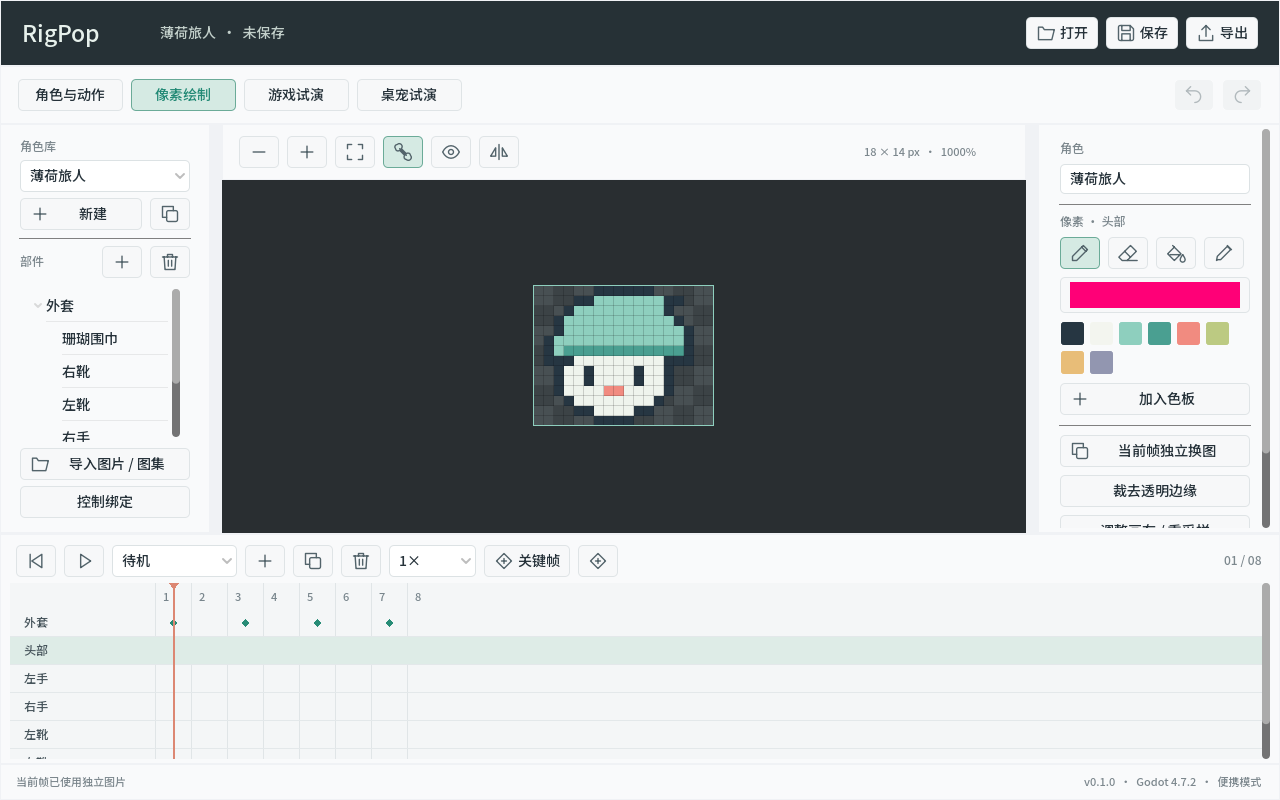 RigPop
薄荷旅人 • 未保存
打开
保存
导出
角色与动作
像素绘制
游戏试演
桌宠试演
角色库
薄荷旅人
新建
部件
外套
珊瑚围巾
右靴
左靴
右手
导入图片 / 图集
控制绑定
18 × 14 px • 1000%
角色
薄荷旅人
像素 • 头部
加入色板
当前帧独立换图
裁去透明边缘
待机
1×
关键帧
01 / 08
1 2 3 4 5 6 7 8
外套
头部
左手
右手
左靴
当前帧已使用独立图片
v0.1.0 • Godot 4.7.2 • 便携模式